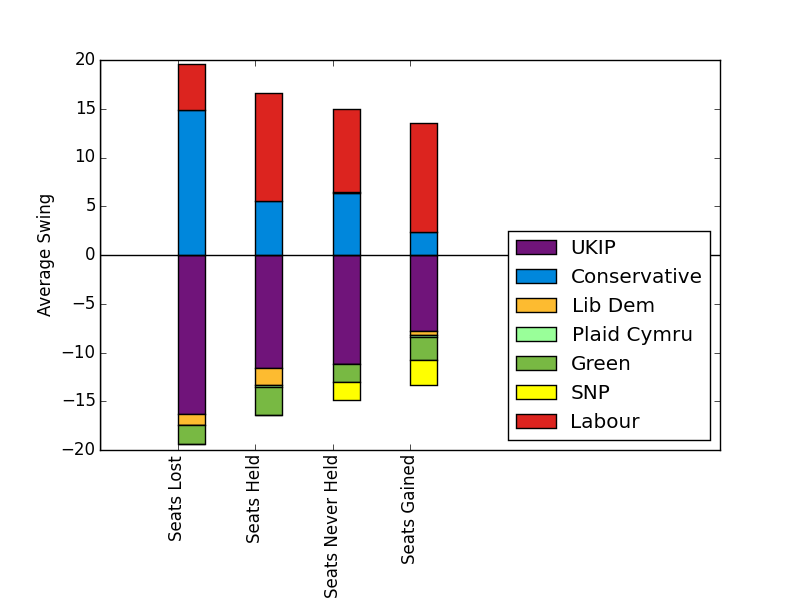 20
15
10
5
0
−5
−10
−15
−20
Average Swing
Seats Lost
Seats Held
Seats Never Held
Seats Gained
UKIP
Conservative
Lib Dem
Plaid Cymru
Green
SNP
Labour